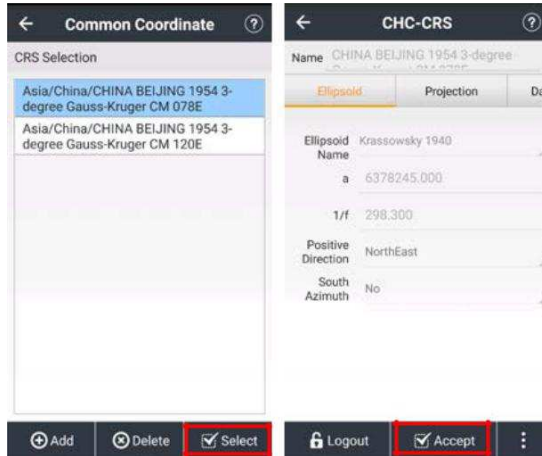 Common Coordinate ?
CRS Selection
Asia/China/CHINA BEIJING 1954 3-
degree Gauss-Kruger CM 078E
Asia/China/CHINA BEIJING 1954 3-
degree Gauss-Kruger CM 120E
Add Delete Select
CHC-CRS ?
Name CHINA BEIJING 1954 3-degree
Ellipsoid Projection Da
Ellipsoid
Name Krassowsky 1940
a 6378245.000
1/f 298.300
Positive
Direction NorthEast
South
Azimuth No
Logout Accept